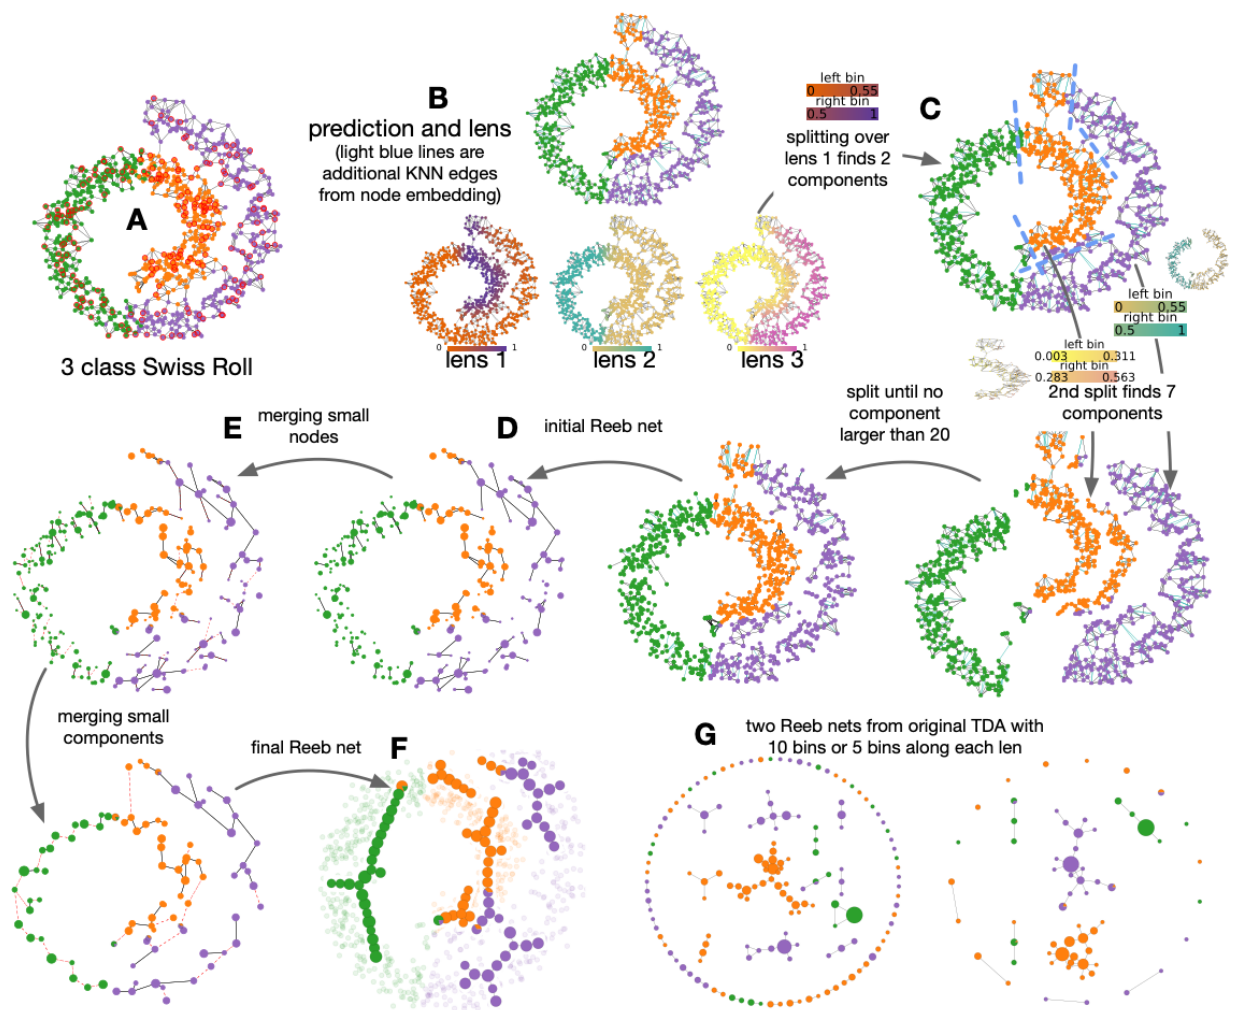 A
3 class Swiss Roll
B
prediction and lens
(light blue lines are
additional KNN edges
from node embedding)
0 1
lens 1
0 1
lens 2
0 1
lens 3
left bin
0 0.55
right bin
0.5 1
splitting over
lens 1 finds 2
components
C
left bin
0 0.55
right bin
0.5 1
left bin
0.003 0.311
right bin
0.283 0.563
2nd split finds 7
components
split until no
component
larger than 20
D
initial Reeb net
E
merging small
nodes
merging small
components
final Reeb net
F
G
two Reeb nets from original TDA with
10 bins or 5 bins along each len